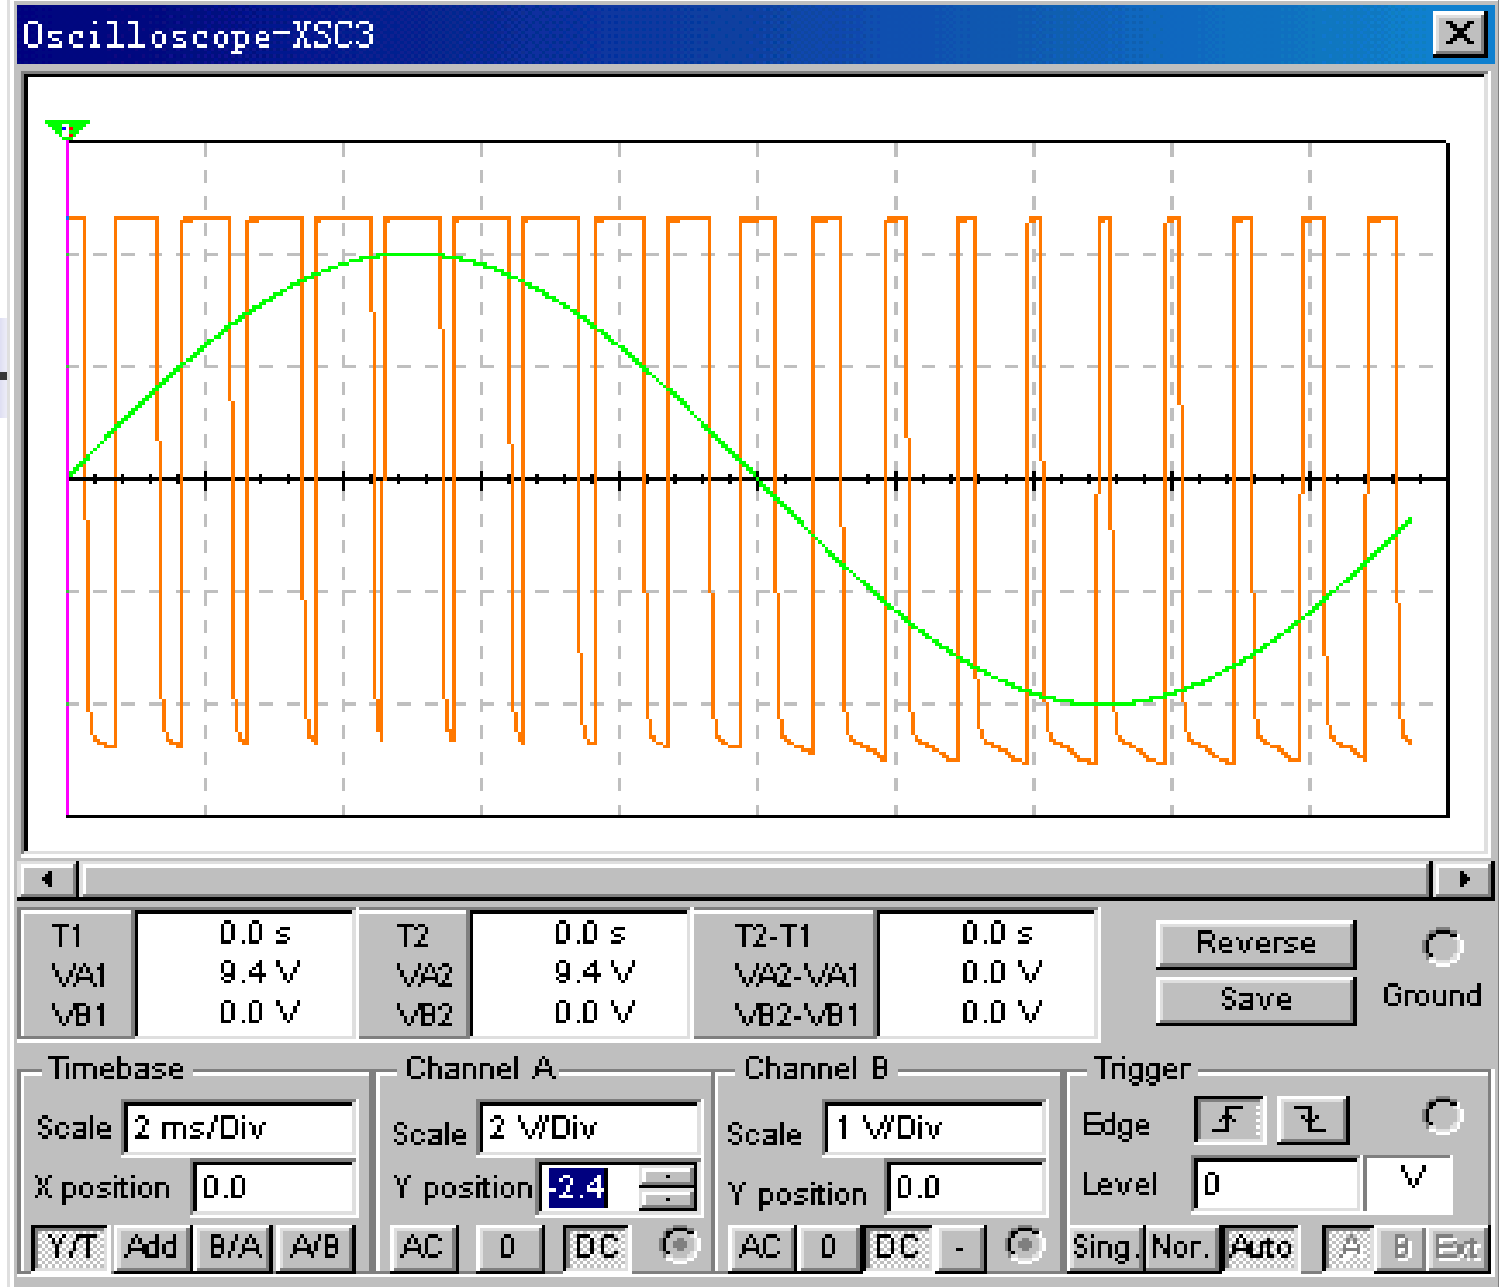 Oscilloscope-XSC3
T1 0.0 s T2 0.0 s T2-T1 0.0 s Reverse
VA1 9.4 V VA2 9.4 V VA2-VA1 0.0 V
VB1 0.0 V VB2 0.0 V VB2-VB1 0.0 V Save Ground
Timebase Channel A Channel B Trigger
Scale 2 ms/Div Scale 2 V/Div Scale 1 V/Div Edge
X position 0.0 Y position -2.4 Y position 0.0 Level 0 V
Y/T Add B/A A/B AC 0 DC AC 0 DC - Sing. Nor. Auto A B Ext